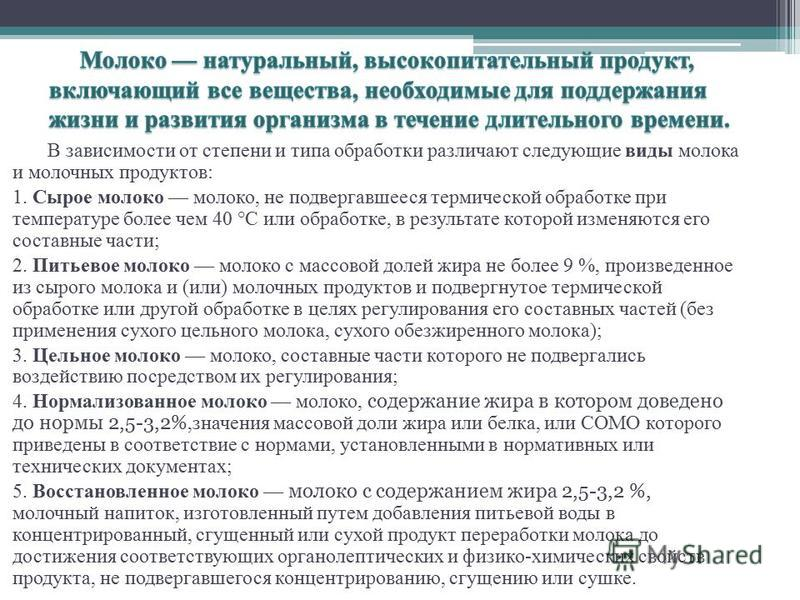 Молоко — натуральный, высокопитательный продукт,
включающий все вещества, необходимые для поддержания
жизни и развития организма в течение длительного времени.
В зависимости от степени и типа обработки различают следующие виды молока
и молочных продуктов:
1. Сырое молоко — молоко, не подвергавшееся термической обработке при
температуре более чем 40 °С или обработке, в результате которой изменяются его
составные части;
2. Питьевое молоко — молоко с массовой долей жира не более 9 %, произведенное
из сырого молока и (или) молочных продуктов и подвергнутое термической
обработке или другой обработке в целях регулирования его составных частей (без
применения сухого цельного молока, сухого обезжиренного молока);
3. Цельное молоко — молоко, составные части которого не подвергались
воздействию посредством их регулирования;
4. Нормализованное молоко — молоко, содержание жира в котором доведено
до нормы 2,5-3,2%,значения массовой доли жира или белка, или СОМО которого
приведены в соответствие с нормами, установленными в нормативных или
технических документах;
5. Восстановленное молоко — молоко с содержанием жира 2,5-3,2 %,
молочный напиток, изготовленный путем добавления питьевой воды в
концентрированный, сгущенный или сухой продукт переработки молока до
достижения соответствующих органолептических и физико-химических свойств
продукта, не подвергавшегося концентрированию, сгущению или сушке.
MyShared